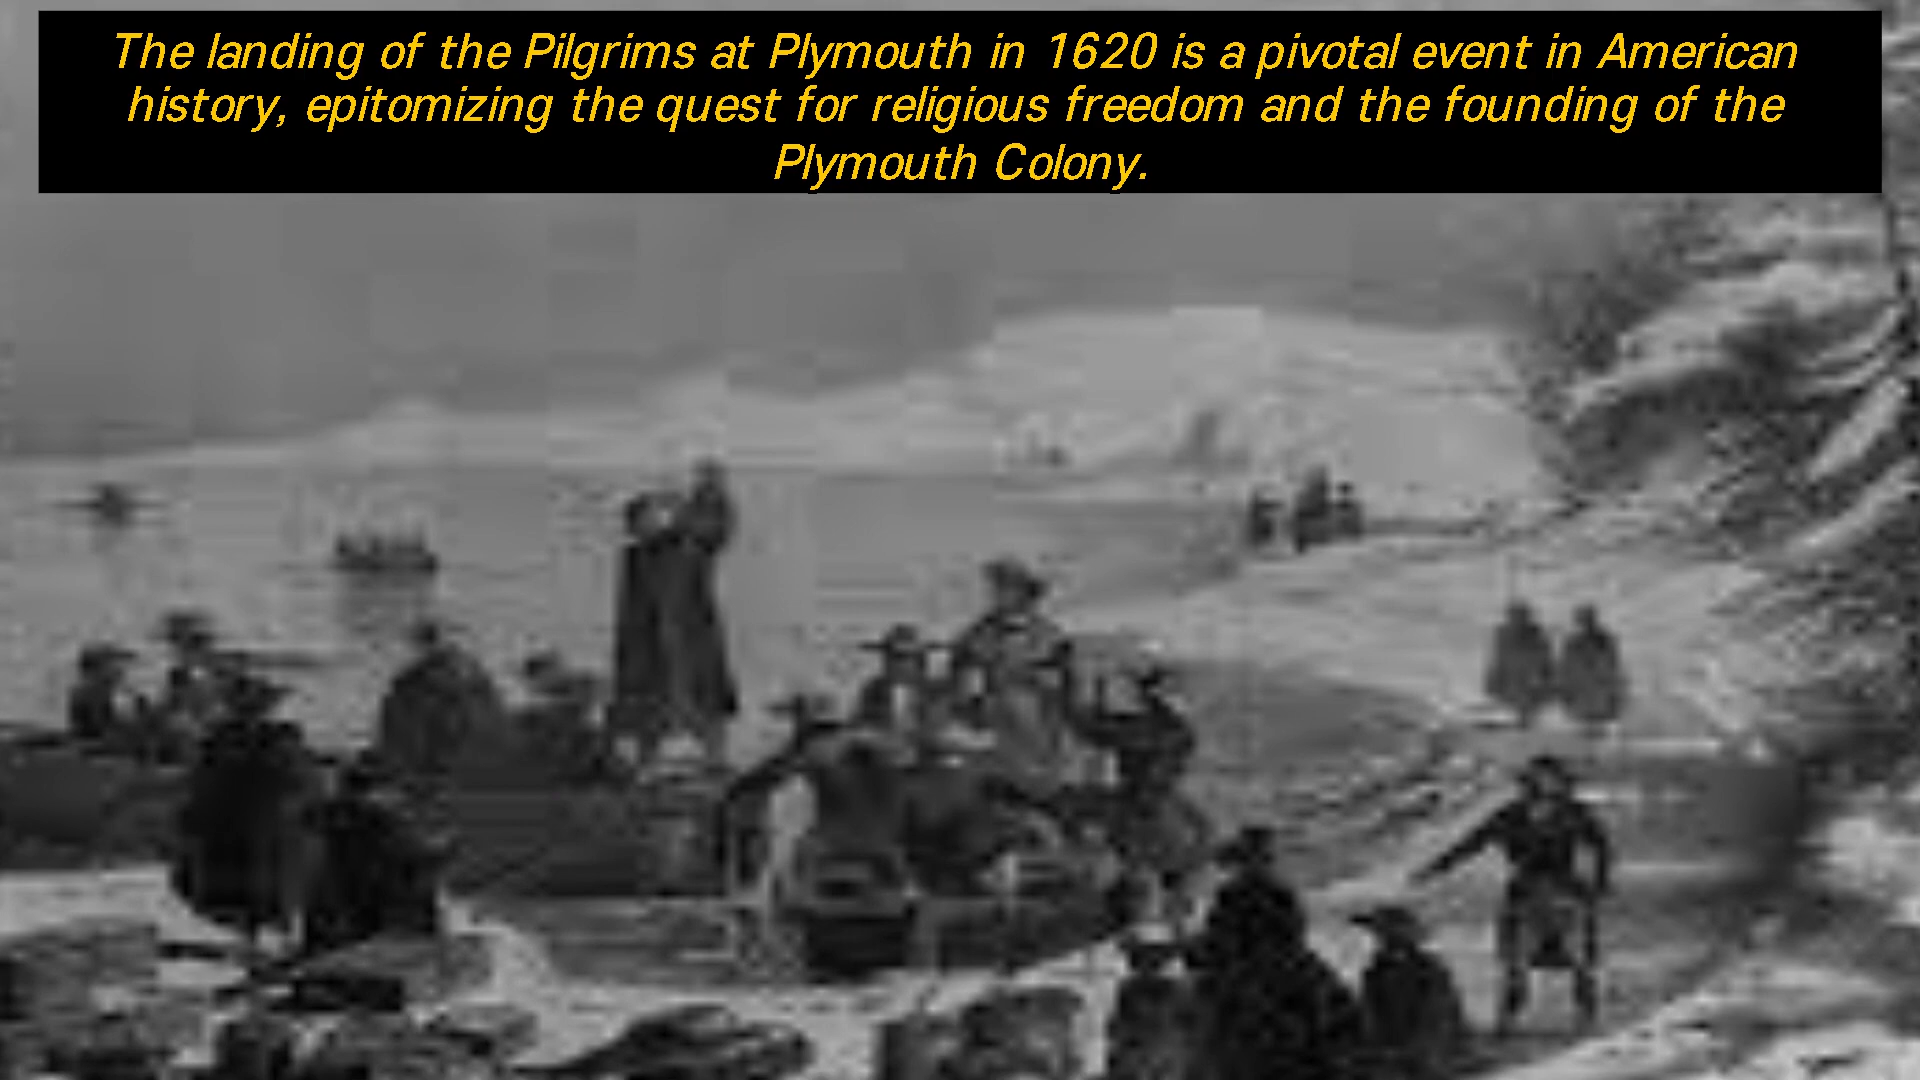 The landing of the Pilgrims at Plymouth in 1620 is a pivotal event in American
history, epitomizing the quest for religious freedom and the founding of the
Plymouth Colony.